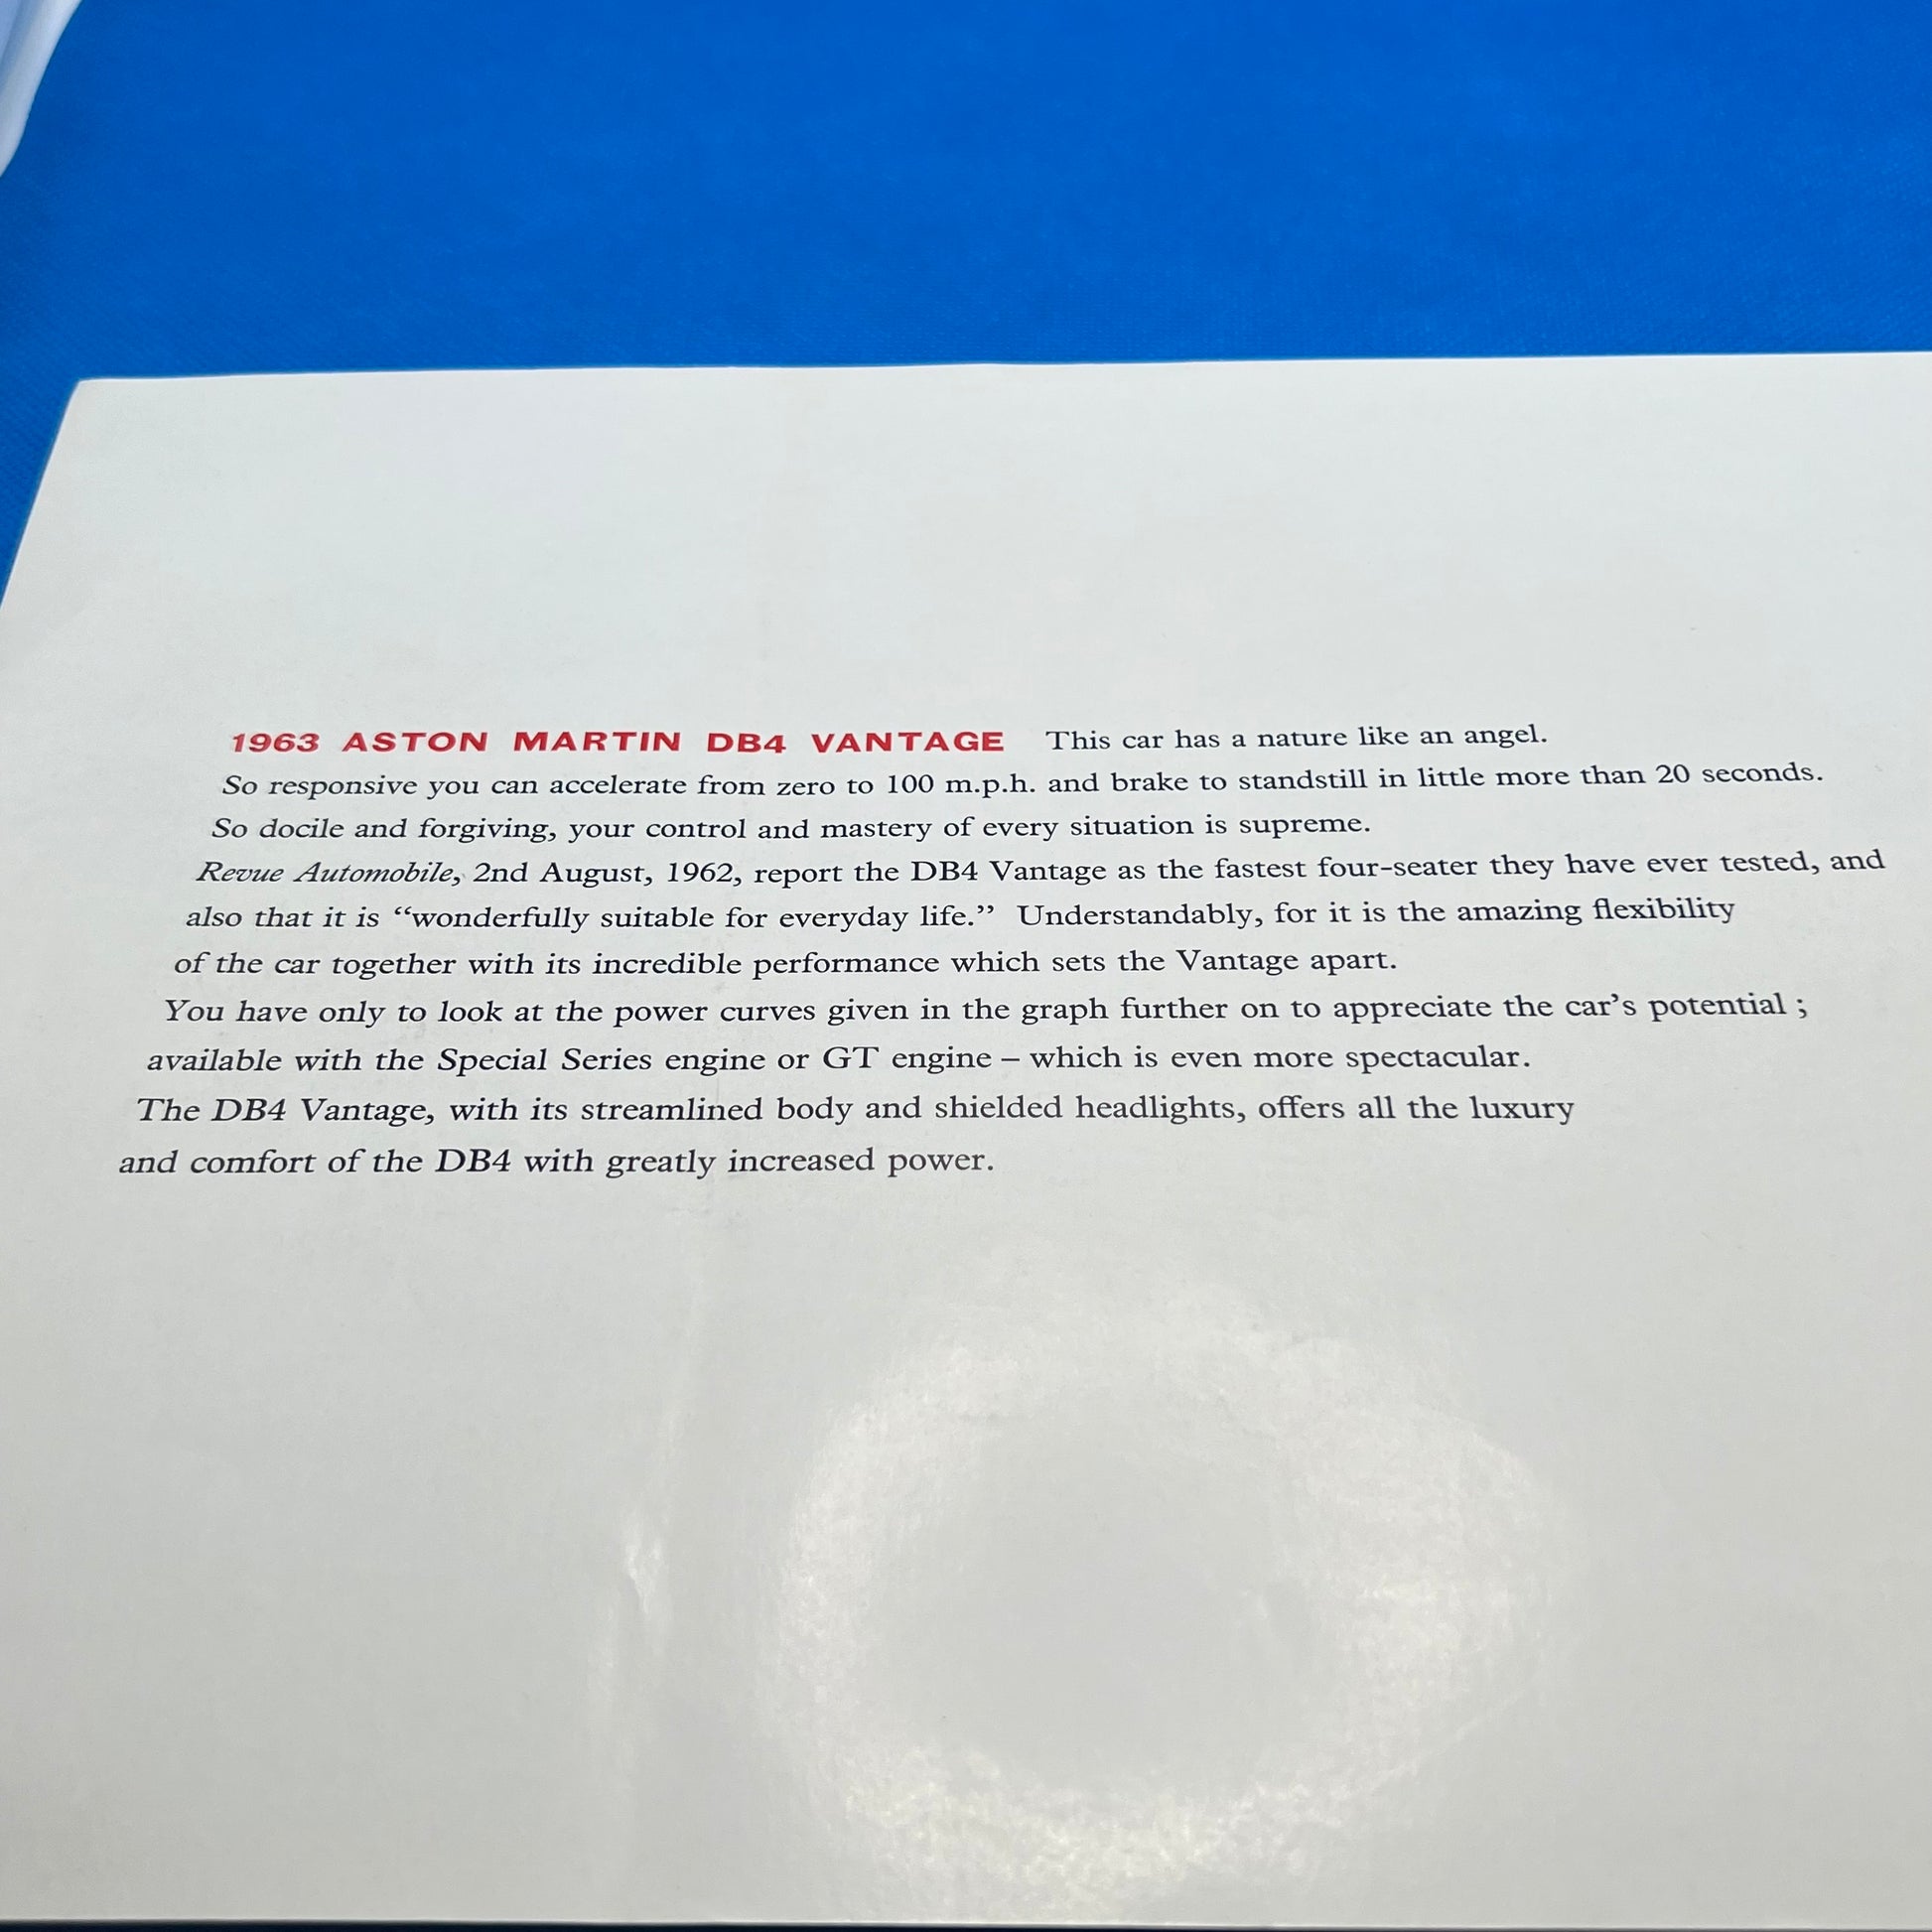 1963 ASTON MARTIN DB4 VANTAGE This car has a nature like an angel.
So responsive you can accelerate from zero to 100 m.p.h. and brake to standstill in little more than 20 seconds.
So docile and forgiving, your control and mastery of every situation is supreme.
Revue Automobile, 2nd August, 1962, report the DB4 Vantage as the fastest four-seater they have ever tested, and
also that it is “wonderfully suitable for everyday life.” Understandably, for it is the amazing flexibility
of the car together with its incredible performance which sets the Vantage apart.
You have only to look at the power curves given in the graph further on to appreciate the car’s potential ;
available with the Special Series engine or GT engine – which is even more spectacular.
The DB4 Vantage, with its streamlined body and shielded headlights, offers all the luxury
and comfort of the DB4 with greatly increased power.